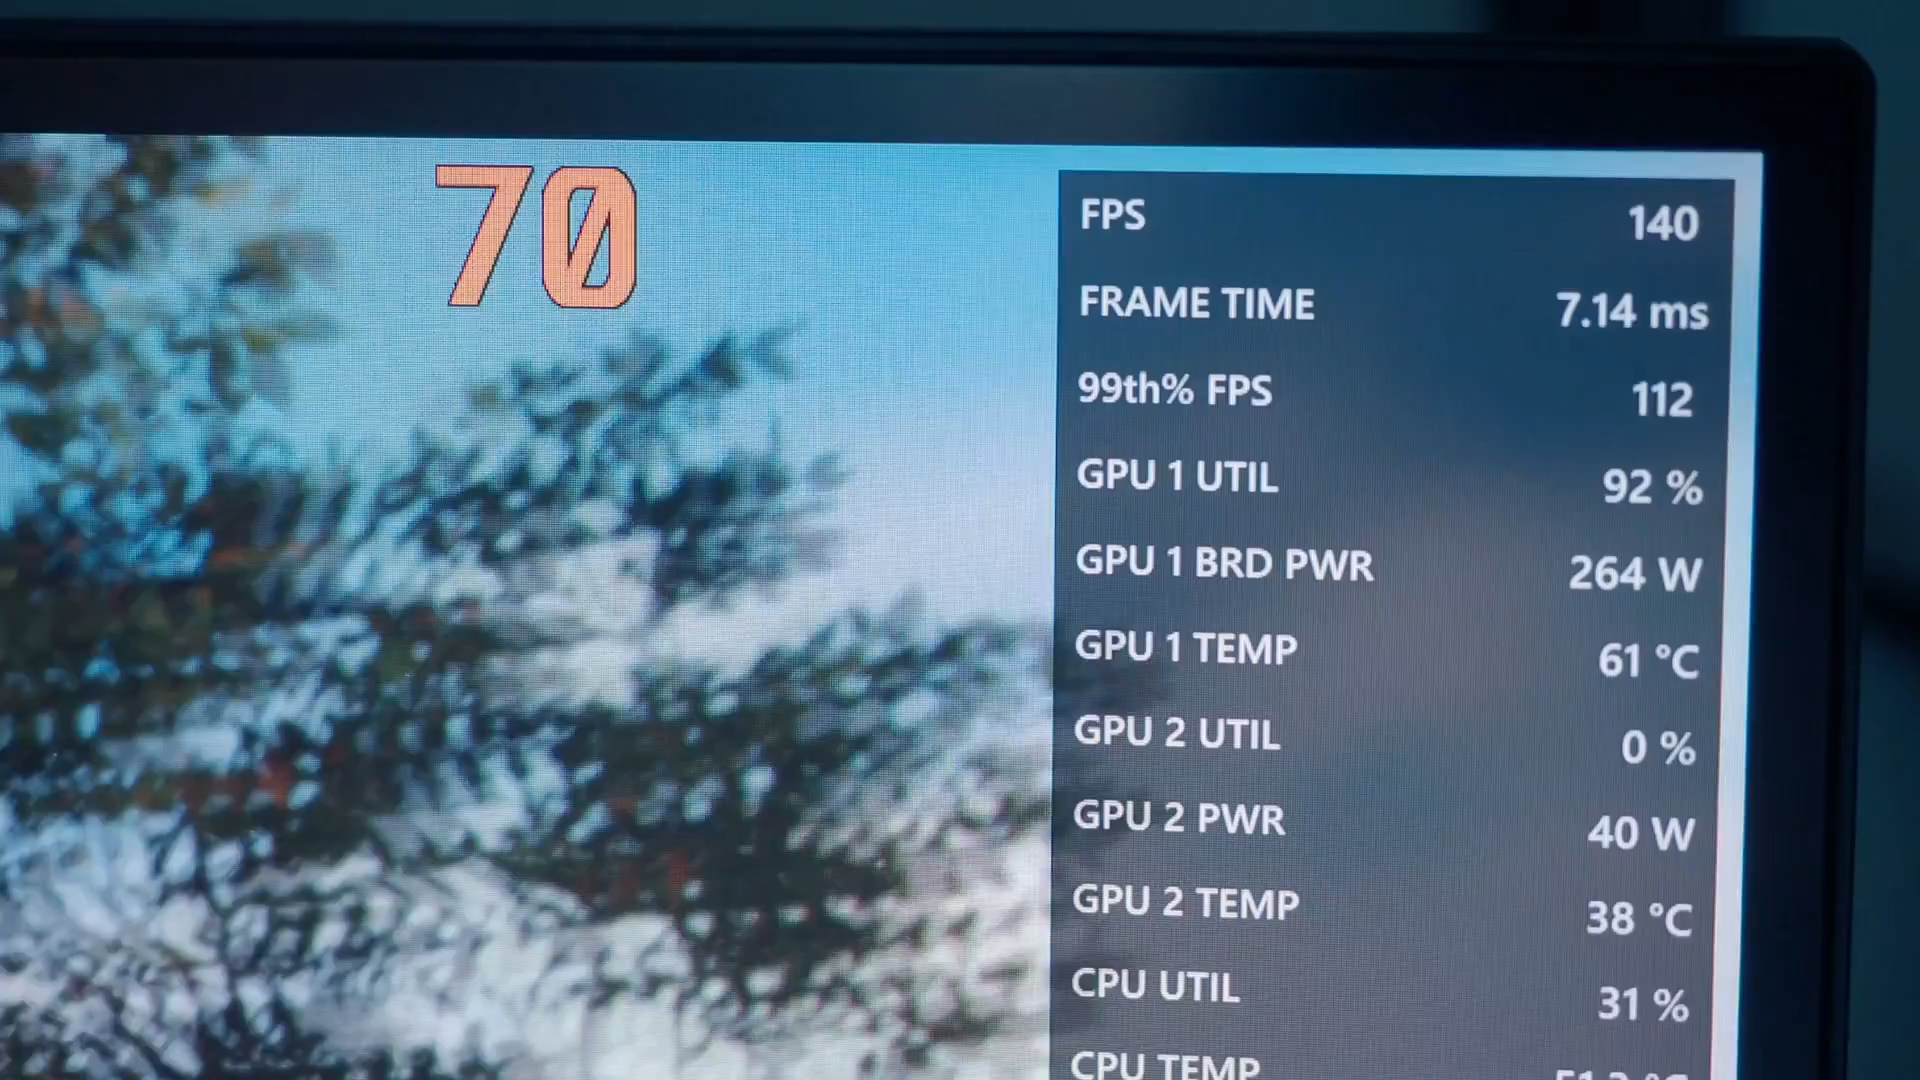 70
FPS 140
FRAME TIME 7.14 ms
99th% FPS 112
GPU 1 UTIL 92 %
GPU 1 BRD PWR 264 W
GPU 1 TEMP 61 °C
GPU 2 UTIL 0 %
GPU 2 PWR 40 W
GPU 2 TEMP 38 °C
CPU UTIL 31 %
CPU TEMP